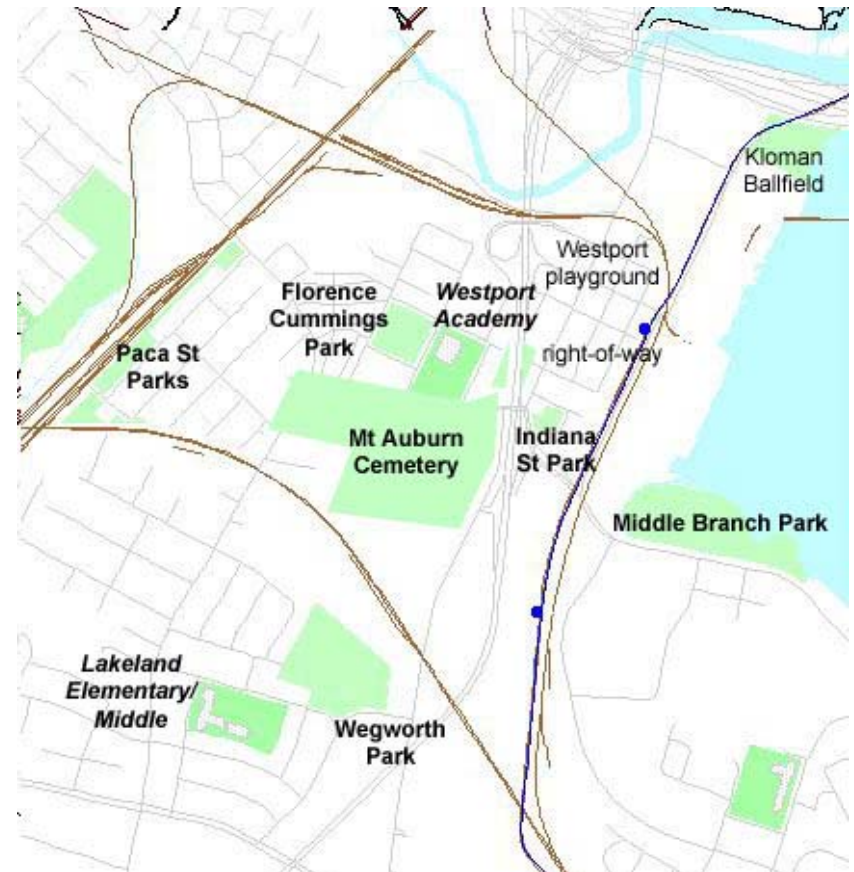 Kloman
Ballfield
Westport
playground
Florence
Cummings
Park
Westport
Academy
Paca St
Parks
right-of-way
Mt Auburn
Cemetery
Indiana
St Park
Middle Branch Park
Lakeland
Elementary/
Middle
Wegworth
Park